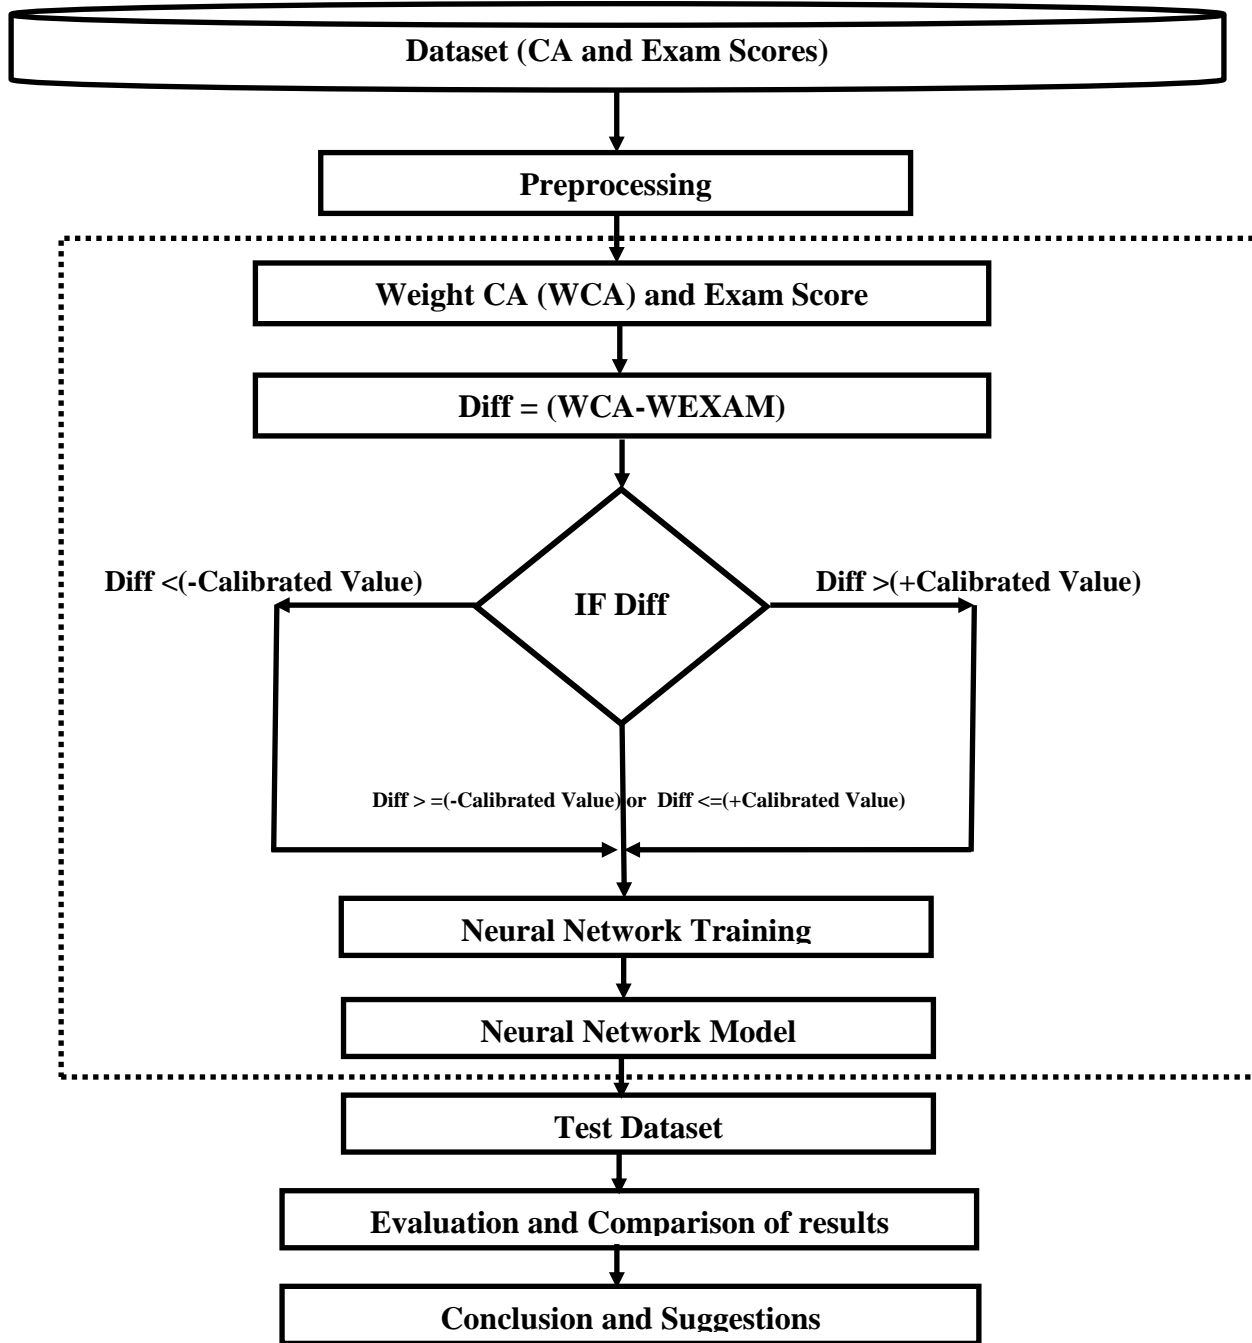 Dataset (CA and Exam Scores)
Preprocessing
Weight CA (WCA) and Exam Score
Diff = (WCA-WEXAM)
Diff <(-Calibrated Value)
Diff >(+Calibrated Value)
IF Diff
Diff > =(-Calibrated Value) or Diff <=(+Calibrated Value)
Neural Network Training
Neural Network Model
Test Dataset
Evaluation and Comparison of results
Conclusion and Suggestions